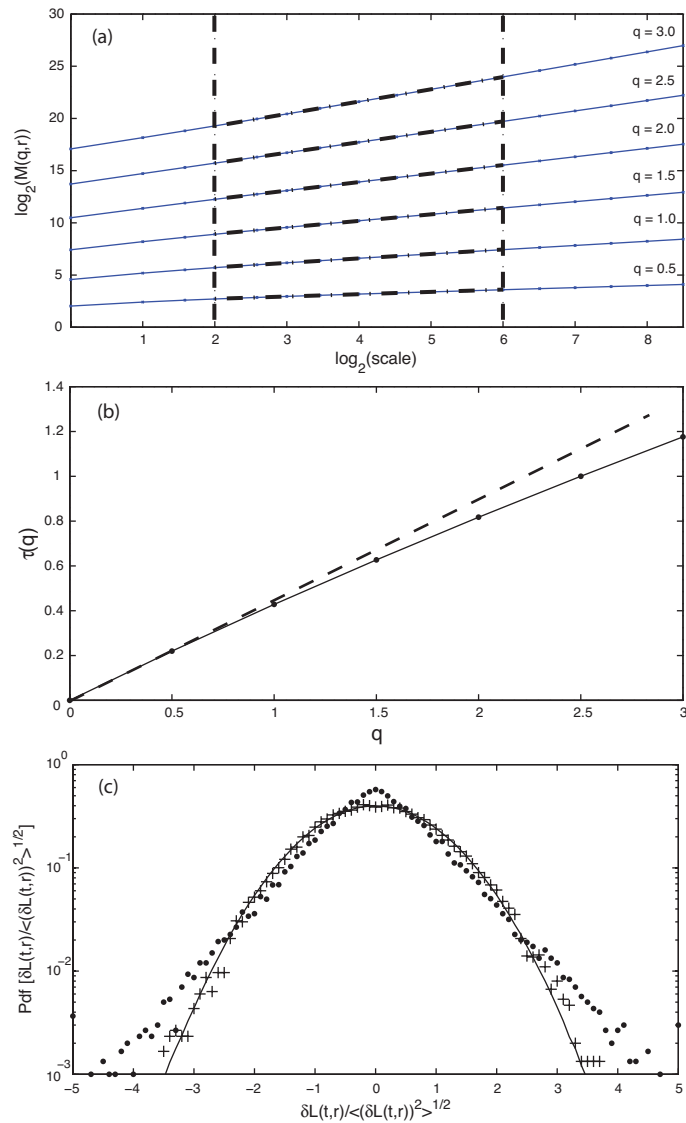 (a)
30
25
20
15
10
5
0
log2(M(q,r))
q = 3.0
q = 2.5
q = 2.0
q = 1.5
q = 1.0
q = 0.5
1 2 3 4 5 6 7 8
log2(scale)
(b)
1.4
1.2
1
0.8
0.6
0.4
0.2
0
τ(q)
0 0.5 1 1.5 2 2.5 3
q
(c)
10^0
10^−1
10^−2
10^−3
Pdf [δL(t,r)/<(δL(t,r))^2>^1/2]
−5 −4 −3 −2 −1 0 1 2 3 4 5
δL(t,r)/<(δL(t,r))^2>^1/2